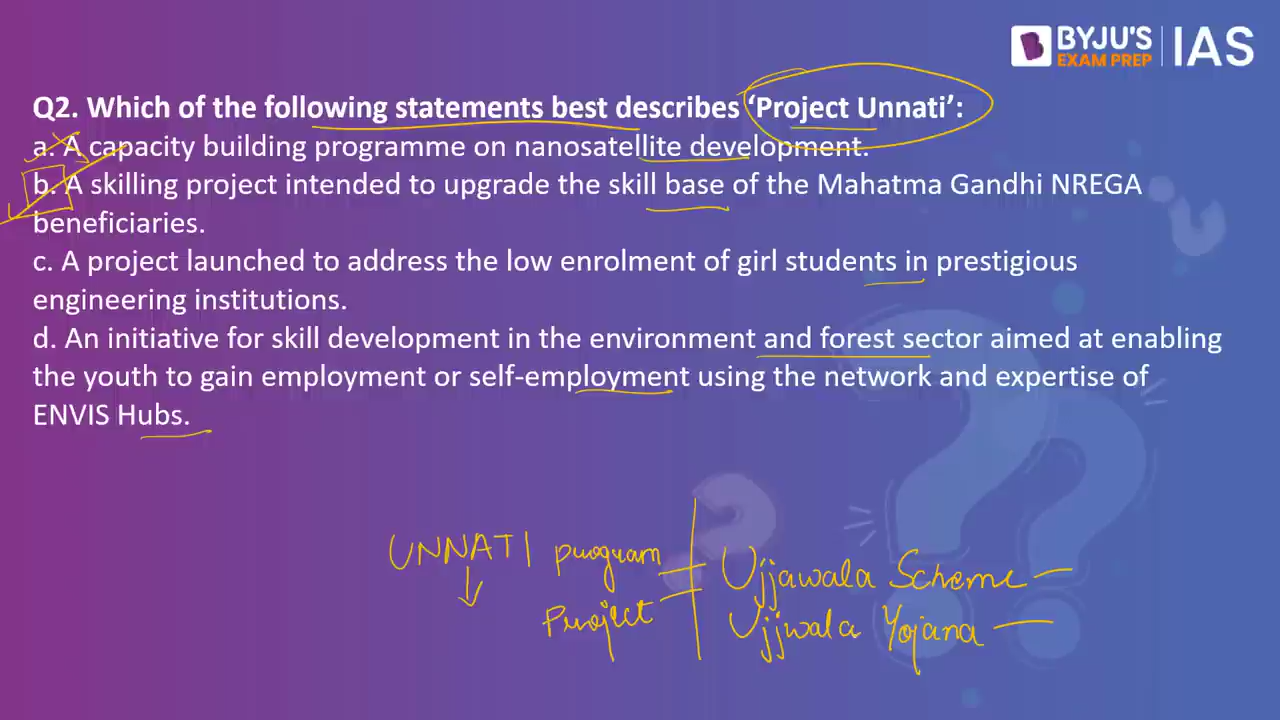 BYJU'S IAS
EXAM PREP
Q2. Which of the following statements best describes ‘Project Unnati’:
a. A capacity building programme on nanosatellite development.
b. A skilling project intended to upgrade the skill base of the Mahatma Gandhi NREGA
beneficiaries.
c. A project launched to address the low enrolment of girl students in prestigious
engineering institutions.
d. An initiative for skill development in the environment and forest sector aimed at enabling
the youth to gain employment or self-employment using the network and expertise of
ENVIS Hubs.
UNNATI program
Project
Ujjawala Scheme
Ujjwala Yojana